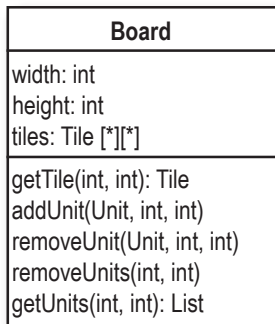 Board
width: int
height: int
tiles: Tile [*][*]
getTile(int, int): Tile
addUnit(Unit, int, int)
removeUnit(Unit, int, int)
removeUnits(int, int)
getUnits(int, int): List